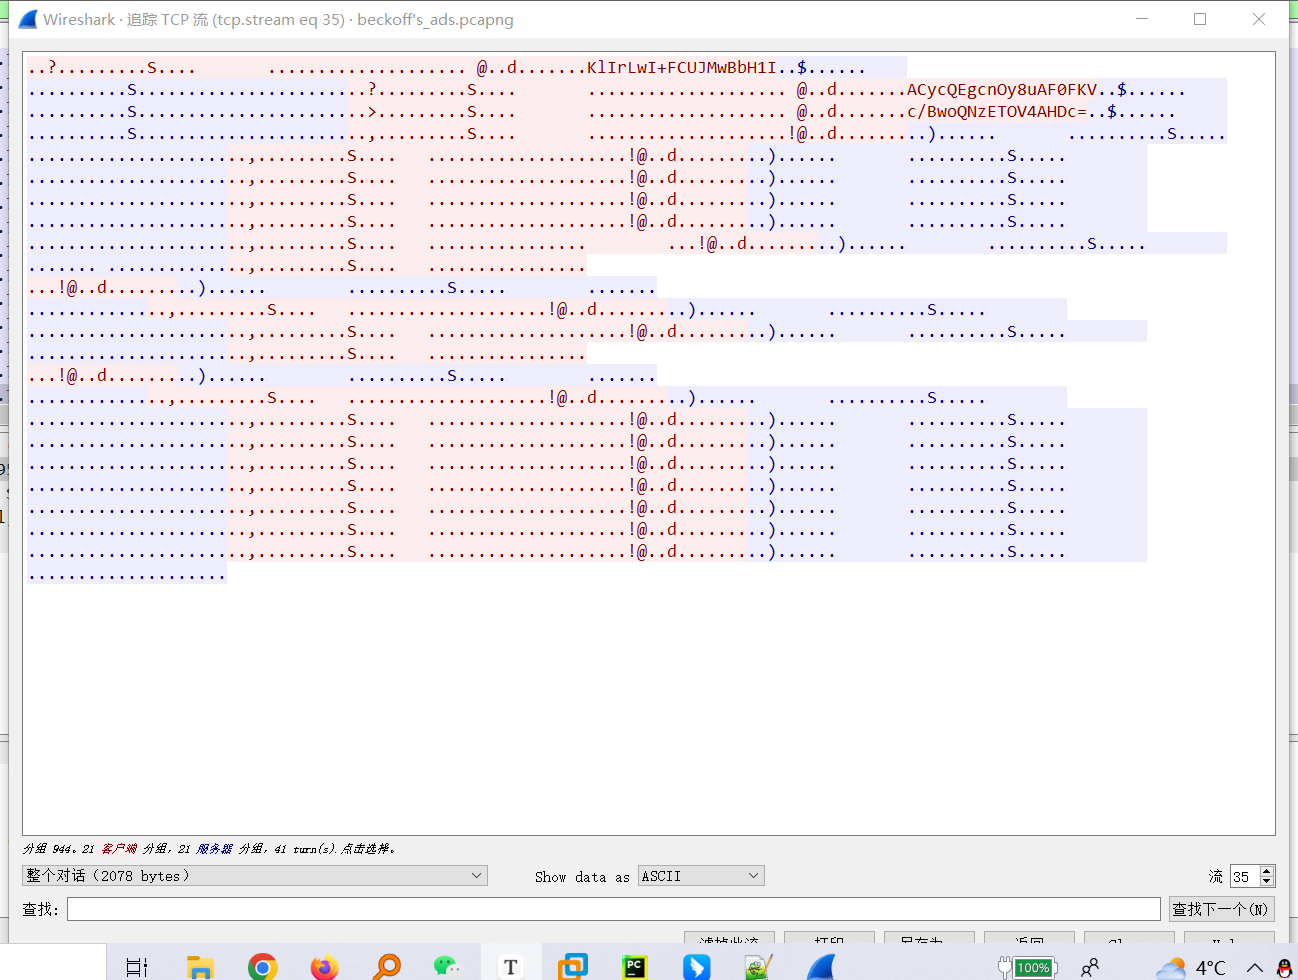 Wireshark · 追踪 TCP 流 (tcp.stream eq 35) · beckoff's_ads.pcapng
..?.........S.... .................... @..d.......KlIrLwI+FCUJMwBbH1I..$......
..........S.......................?.........S.... .................... @..d.......ACycQEgcnOy8uAF0FKV..$......
..........S.......................>.........S.... .................... @..d.......c/BwoQNzETOV4AHDc=..$......
..........S.......................,.........S.... ....................!@..d.........)...... ..........S.....
......................,.........S.... ....................!@..d.........)...... ..........S.....
......................,.........S.... ....................!@..d.........)...... ..........S.....
......................,.........S.... ....................!@..d.........)...... ..........S.....
......................,.........S.... ....................!@..d.........)...... ..........S.....
......................,.........S.... ................ ...!@..d.........)...... ..........S.....
....... ..............,.........S.... ................
...!@..d.........)...... ..........S..... .......
..............,.........S.... ....................!@..d.........)...... ..........S.....
......................,.........S.... ....................!@..d.........)...... ..........S.....
......................,.........S.... ................
...!@..d.........)...... ..........S..... .......
..............,.........S.... ....................!@..d.........)...... ..........S.....
......................,.........S.... ....................!@..d.........)...... ..........S.....
......................,.........S.... ....................!@..d.........)...... ..........S.....
......................,.........S.... ....................!@..d.........)...... ..........S.....
......................,.........S.... ....................!@..d.........)...... ..........S.....
......................,.........S.... ....................!@..d.........)...... ..........S.....
......................,.........S.... ....................!@..d.........)...... ..........S.....
......................,.........S.... ....................!@..d.........)...... ..........S.....
....................
分组 944。21 客户端 分组, 21 服务器 分组, 41 turn(s). 点击选择。
整个对话 (2078 bytes) Show data as ASCII 流 35
查找: 查找下一个(N)
滤掉此流 打印 另存为… 返回
T PC 100% 4°C